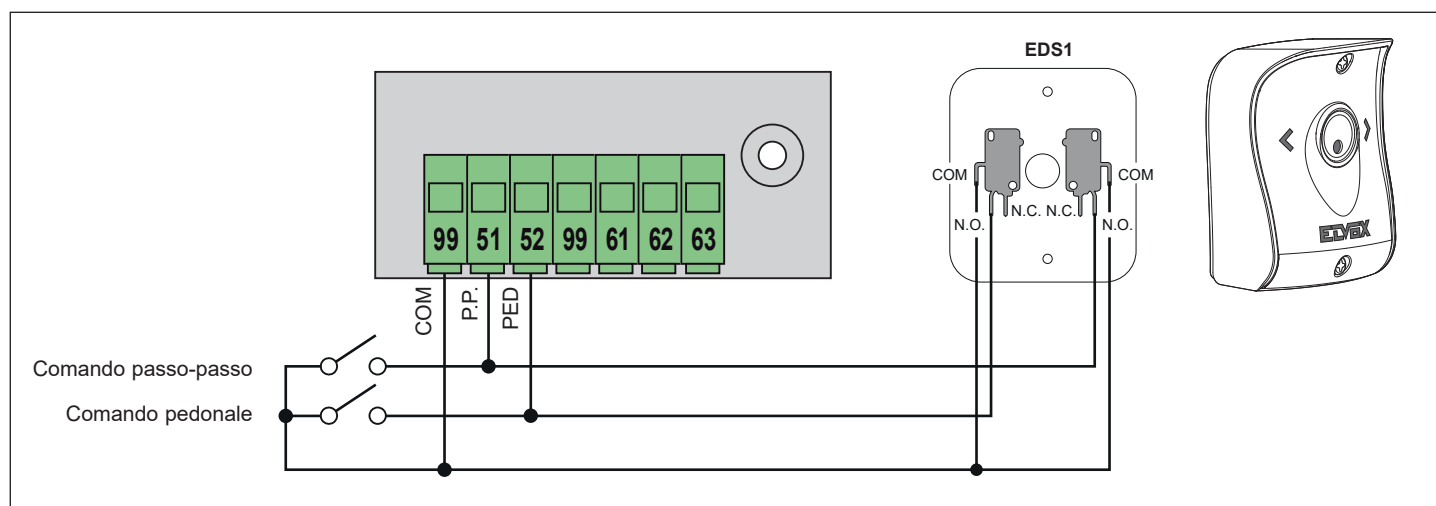 EDS1
COM
COM
N.C. N.C.
N.O.
N.O.
99 51 52 99 61 62 63
COM
P.P.
PED
Comando passo-passo
Comando pedonale
ELVOX